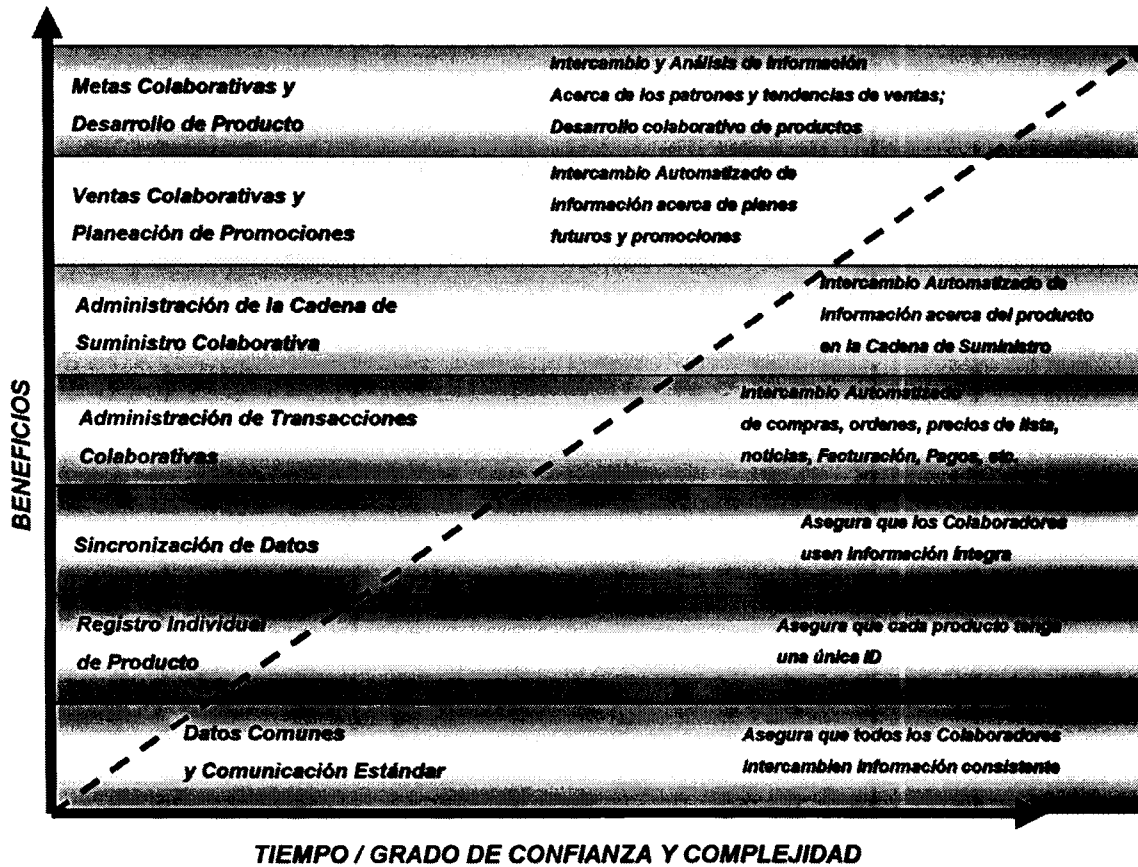 Metas Colaborativas y
Desarrollo de Producto
Intercambio y Análisis de Información
Acerca de los patrones y tendencias de ventas;
Desarrollo colaborativo de productos
Ventas Colaborativas y
Planeación de Promociones
Intercambio Automatizado de
información acerca de planes
futuros y promociones
Administración de la Cadena de
Suministro Colaborativa
Intercambio Automatizado de
información acerca del producto
en la Cadena de Suministro
Administración de Transacciones
Colaborativas
Intercambio Automatizado
de compras, ordenes, precios de lista,
noticias, Facturación, Pagos, etc.
Sincronización de Datos
Asegura que los Colaboradores
usen información íntegra
Registro Individual
de Producto
Asegura que cada producto tenga
una única ID
Datos Comunes
y Comunicación Estándar
Asegura que todos los Colaboradores
Intercambien información consistente
BENEFICIOS
TIEMPO / GRADO DE CONFIANZA Y COMPLEJIDAD